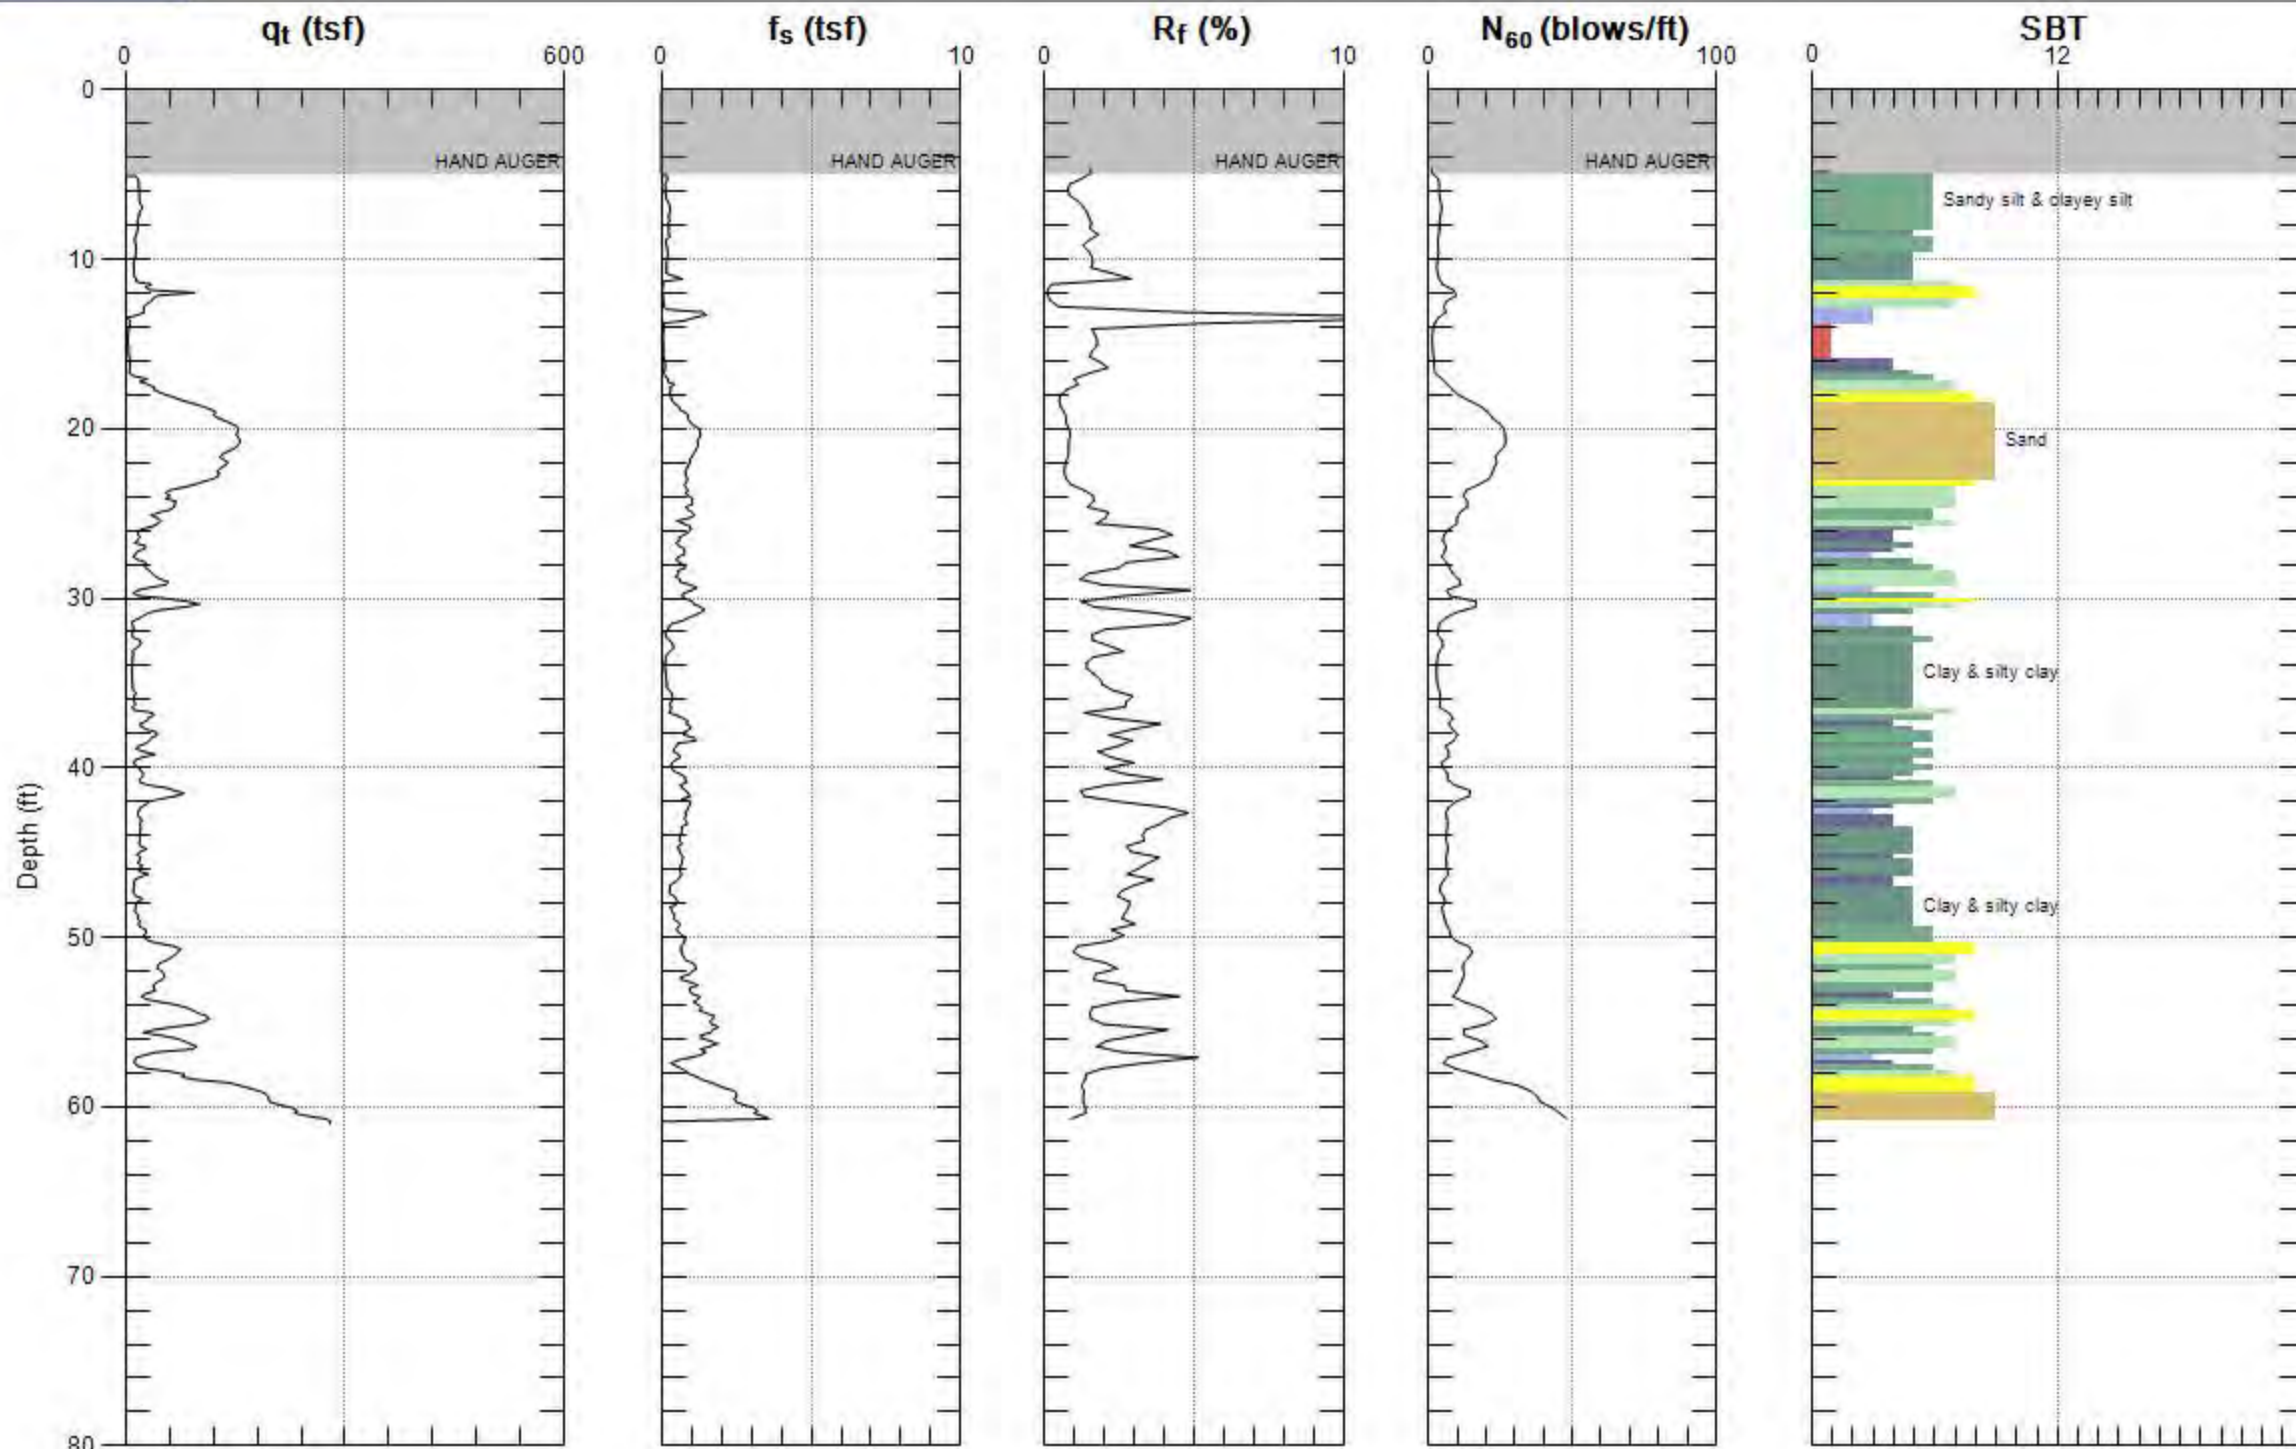 qt (tsf) fs (tsf) Rf (%) N60 (blows/ft) SBT
0 600 0 10 0 10 0 100 0 12
0
HAND AUGER HAND AUGER HAND AUGER HAND AUGER
Sandy silt & clayey silt
10
20
Sand
30
Clay & silty clay
40
Depth (ft)
Clay & silty clay
50
60
70
80